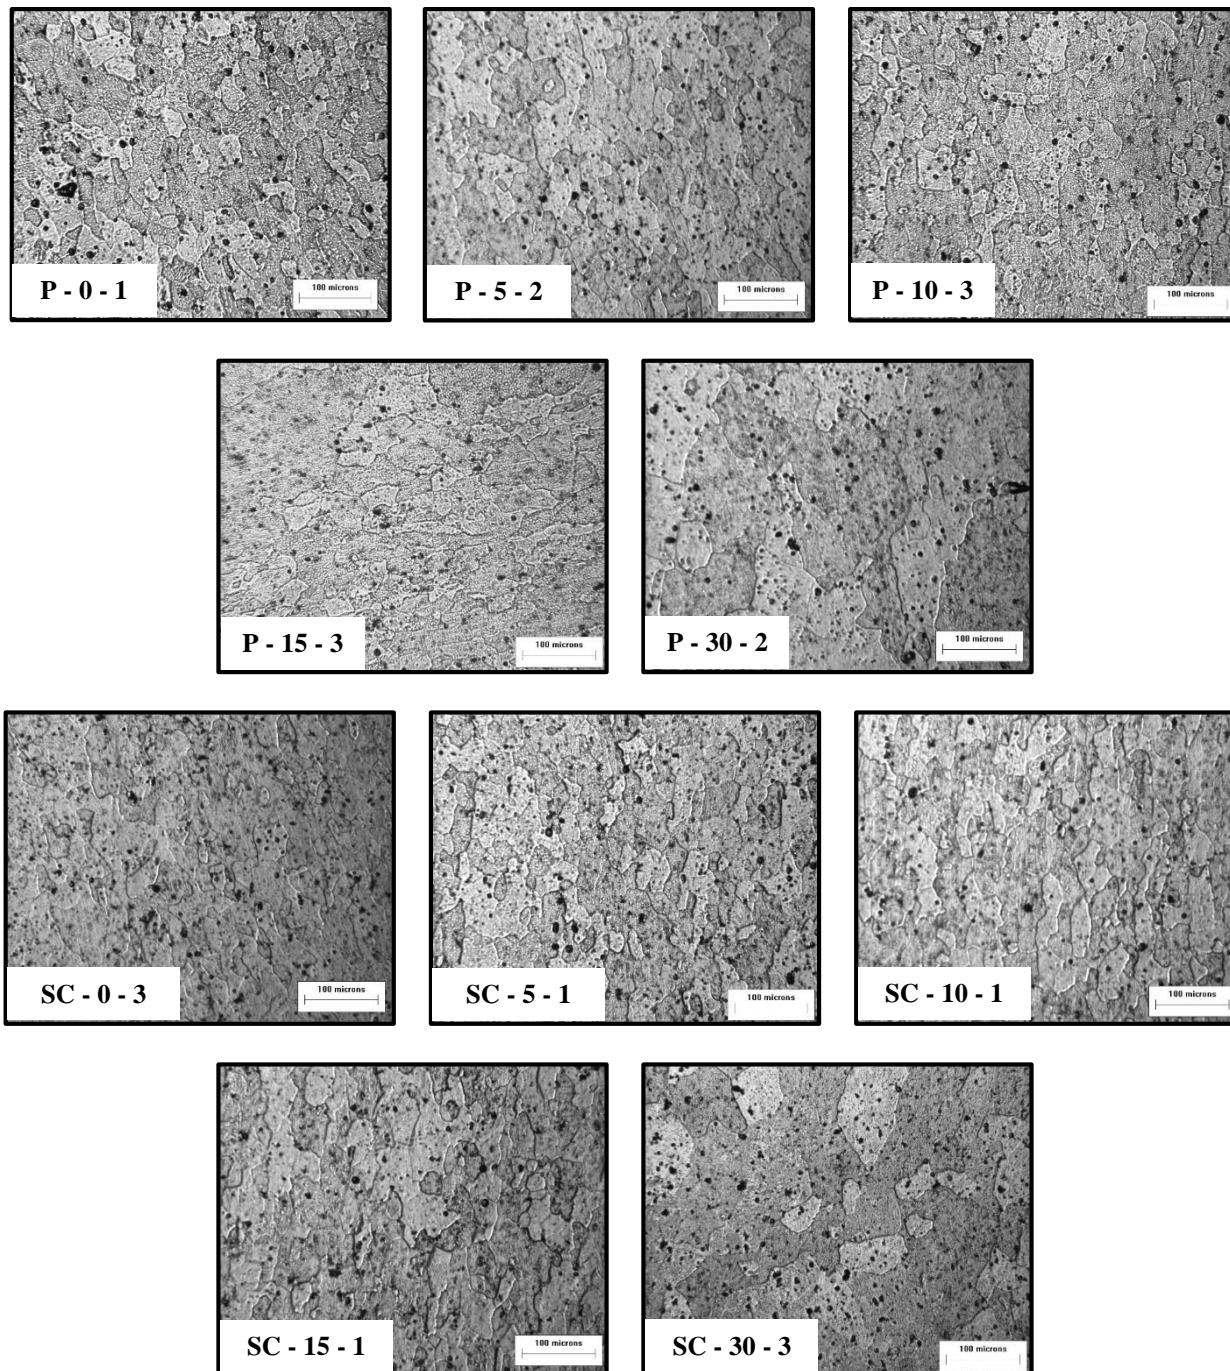 P - 0 - 1
100 microns
P - 5 - 2
100 microns
P - 10 - 3
100 microns
P - 15 - 3
100 microns
P - 30 - 2
100 microns
SC - 0 - 3
100 microns
SC - 5 - 1
100 microns
SC - 10 - 1
100 microns
SC - 15 - 1
100 microns
SC - 30 - 3
100 microns